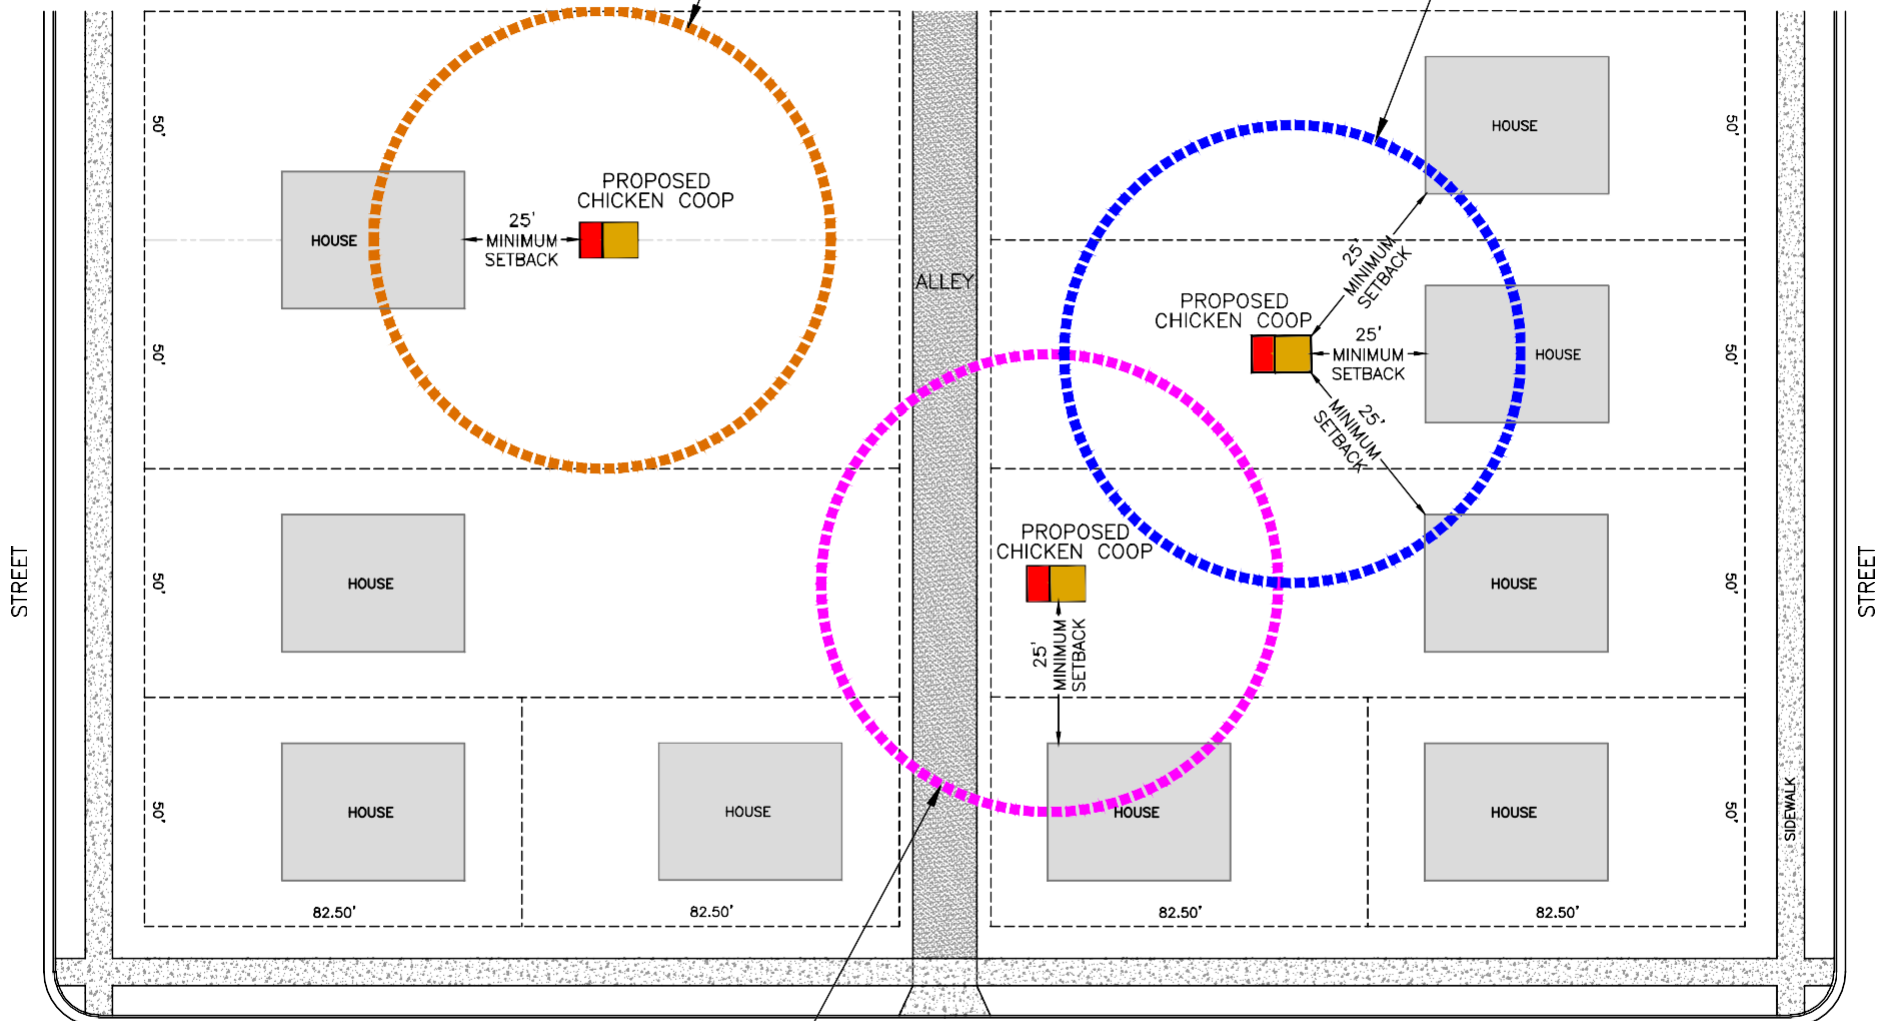 50'
HOUSE
50'
PROPOSED
CHICKEN COOP
HOUSE
25'
MINIMUM
SETBACK
ALLEY
25'
MINIMUM
SETBACK
PROPOSED
CHICKEN COOP
50'
25'
MINIMUM
SETBACK
HOUSE
50'
25'
MINIMUM
SETBACK
STREET
50'
HOUSE
PROPOSED
CHICKEN COOP
HOUSE
50'
STREET
25'
MINIMUM
SETBACK
50'
HOUSE
HOUSE
HOUSE
HOUSE
50'
SIDEWALK
82.50'
82.50'
82.50'
82.50'